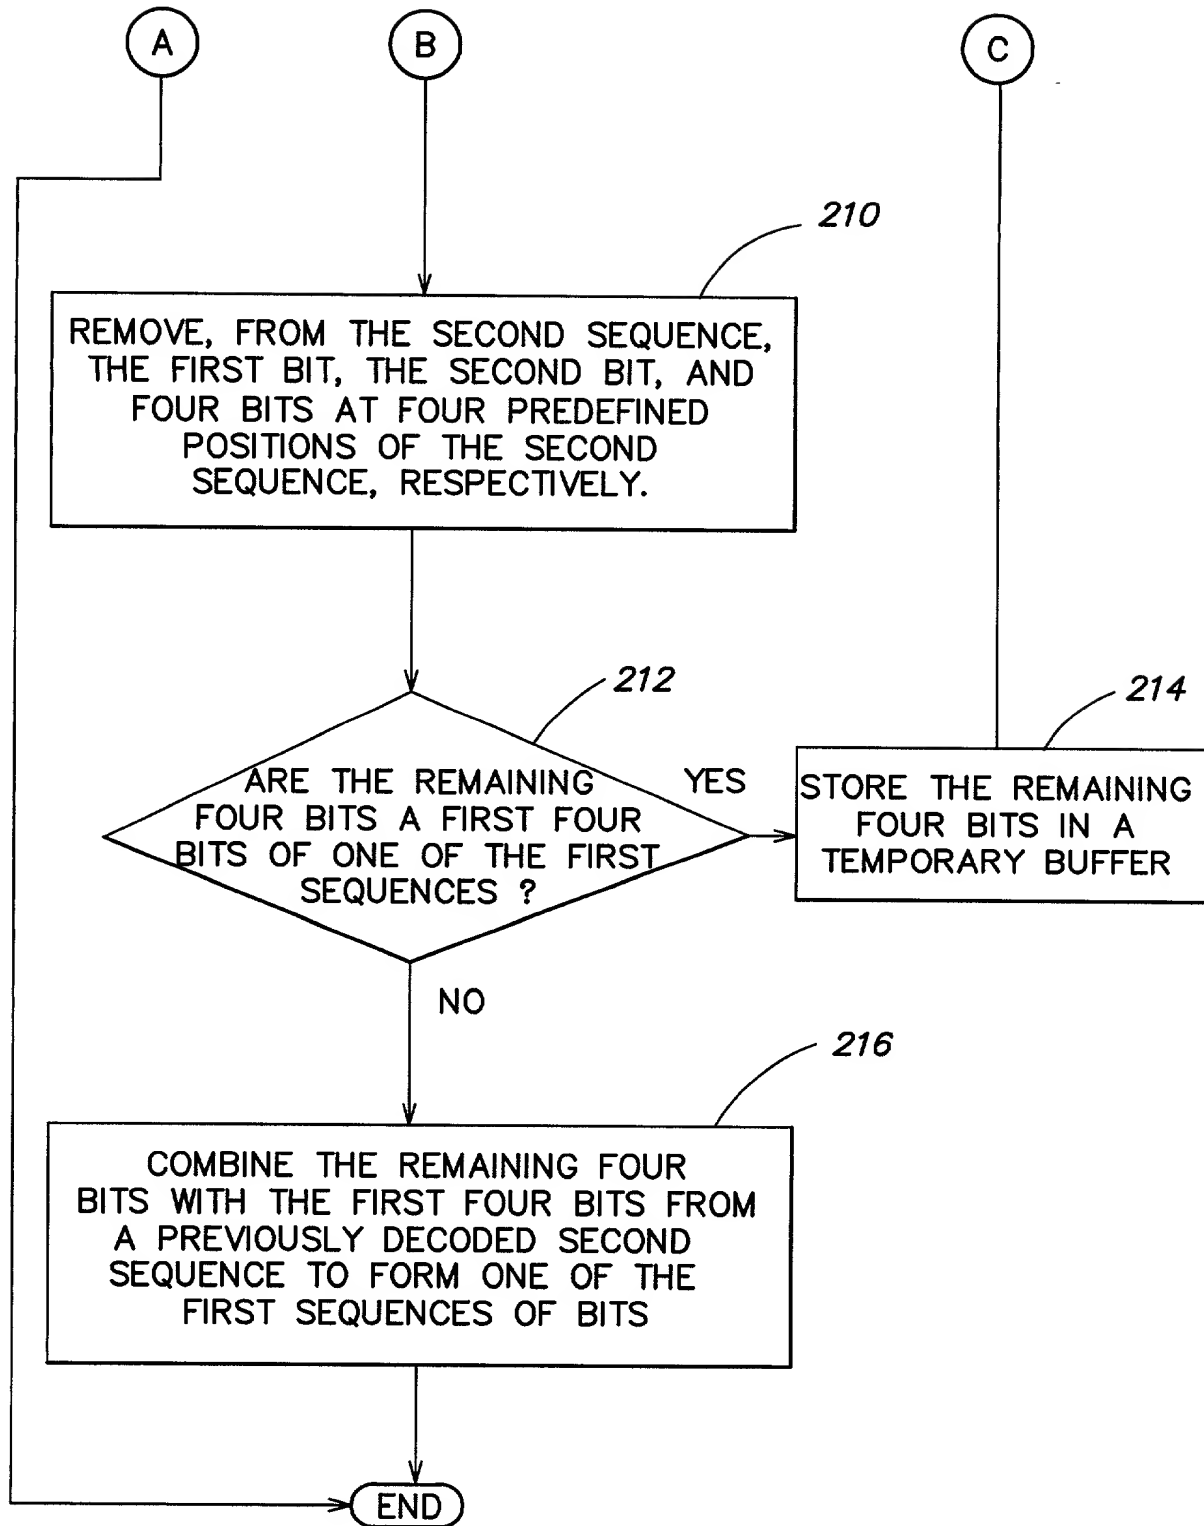 A
B
C
210
REMOVE, FROM THE SECOND SEQUENCE,
THE FIRST BIT, THE SECOND BIT, AND
FOUR BITS AT FOUR PREDEFINED
POSITIONS OF THE SECOND
SEQUENCE, RESPECTIVELY.
212
ARE THE REMAINING
FOUR BITS A FIRST FOUR
BITS OF ONE OF THE FIRST
SEQUENCES ?
YES
214
STORE THE REMAINING
FOUR BITS IN A
TEMPORARY BUFFER
NO
216
COMBINE THE REMAINING FOUR
BITS WITH THE FIRST FOUR BITS FROM
A PREVIOUSLY DECODED SECOND
SEQUENCE TO FORM ONE OF THE
FIRST SEQUENCES OF BITS
END